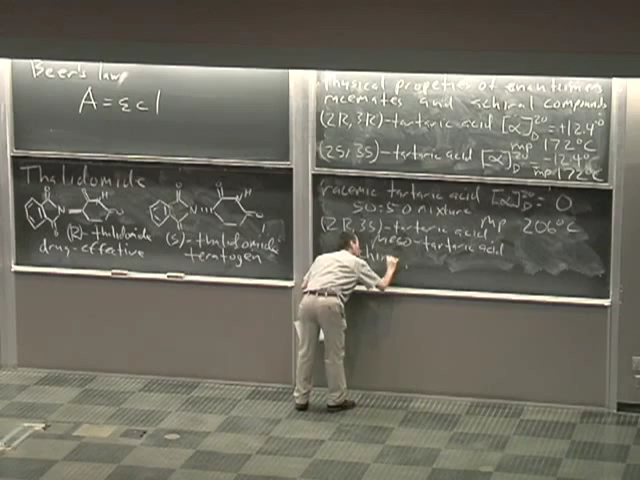 Beer's law
A = εcl
Thalidomide
(R)-thalidomide
drug-effective
(S)-thalidomide
teratogen
Physical properties of enantiomers
racemates and achiral compounds
(2R,3R)-tartaric acid [α]D20 = +12.4°
mp 172°C
(2S,3S)-tartaric acid [α]D20 = -12.4°
mp 172°C
racemic tartaric acid [α]D20 = 0
50:50 mixture mp 206°C
(2R,3S)-tartaric acid
meso-tartaric acid